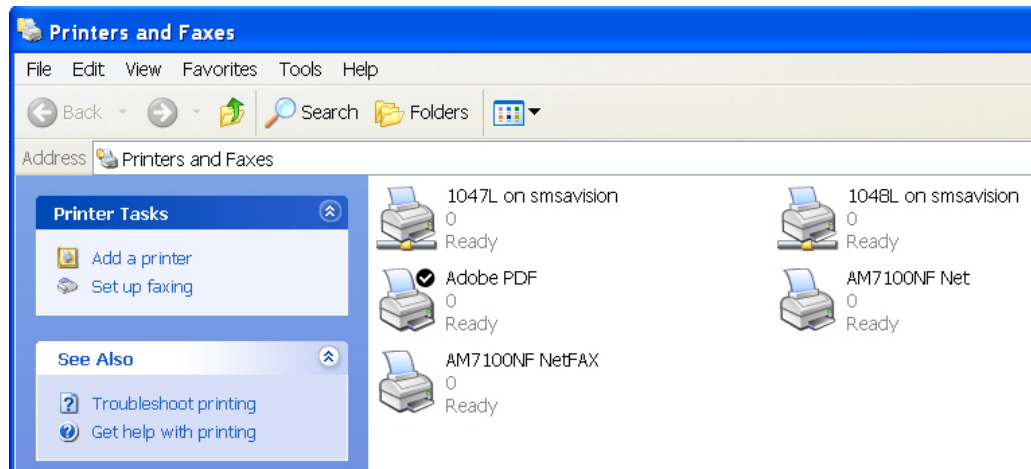 Printers and Faxes
File Edit View Favorites Tools Help
Back Search Folders
Address Printers and Faxes
Printer Tasks
Add a printer
Set up faxing
See Also
Troubleshoot printing
Get help with printing
1047L on smsavision
0
Ready
1048L on smsavision
0
Ready
Adobe PDF
0
Ready
AM7100NF Net
0
Ready
AM7100NF NetFAX
0
Ready